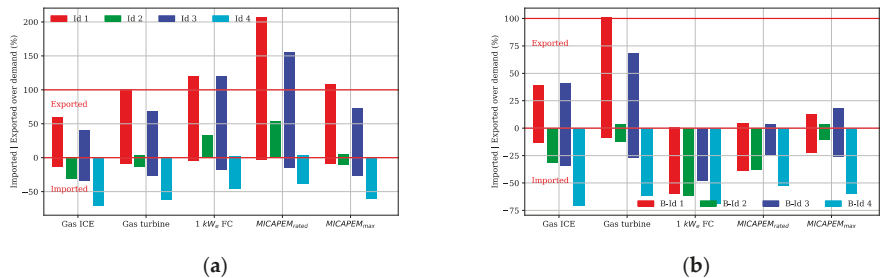 (a)
Id 1 Id 2 Id 3 Id 4
Imported | Exported over demand (%)
200
150
100
50
0
−50
Exported
Imported
Gas ICE Gas turbine 1 kWₑ FC MICAPEMrated MICAPEMmax
(a)
(b)
Imported | Exported over demand (%)
100
75
50
25
0
−25
−50
−75
Exported
Imported
B-Id 1 B-Id 2 B-Id 3 B-Id 4
Gas ICE Gas turbine 1 kWₑ FC MICAPEMrated MICAPEMmax
(b)